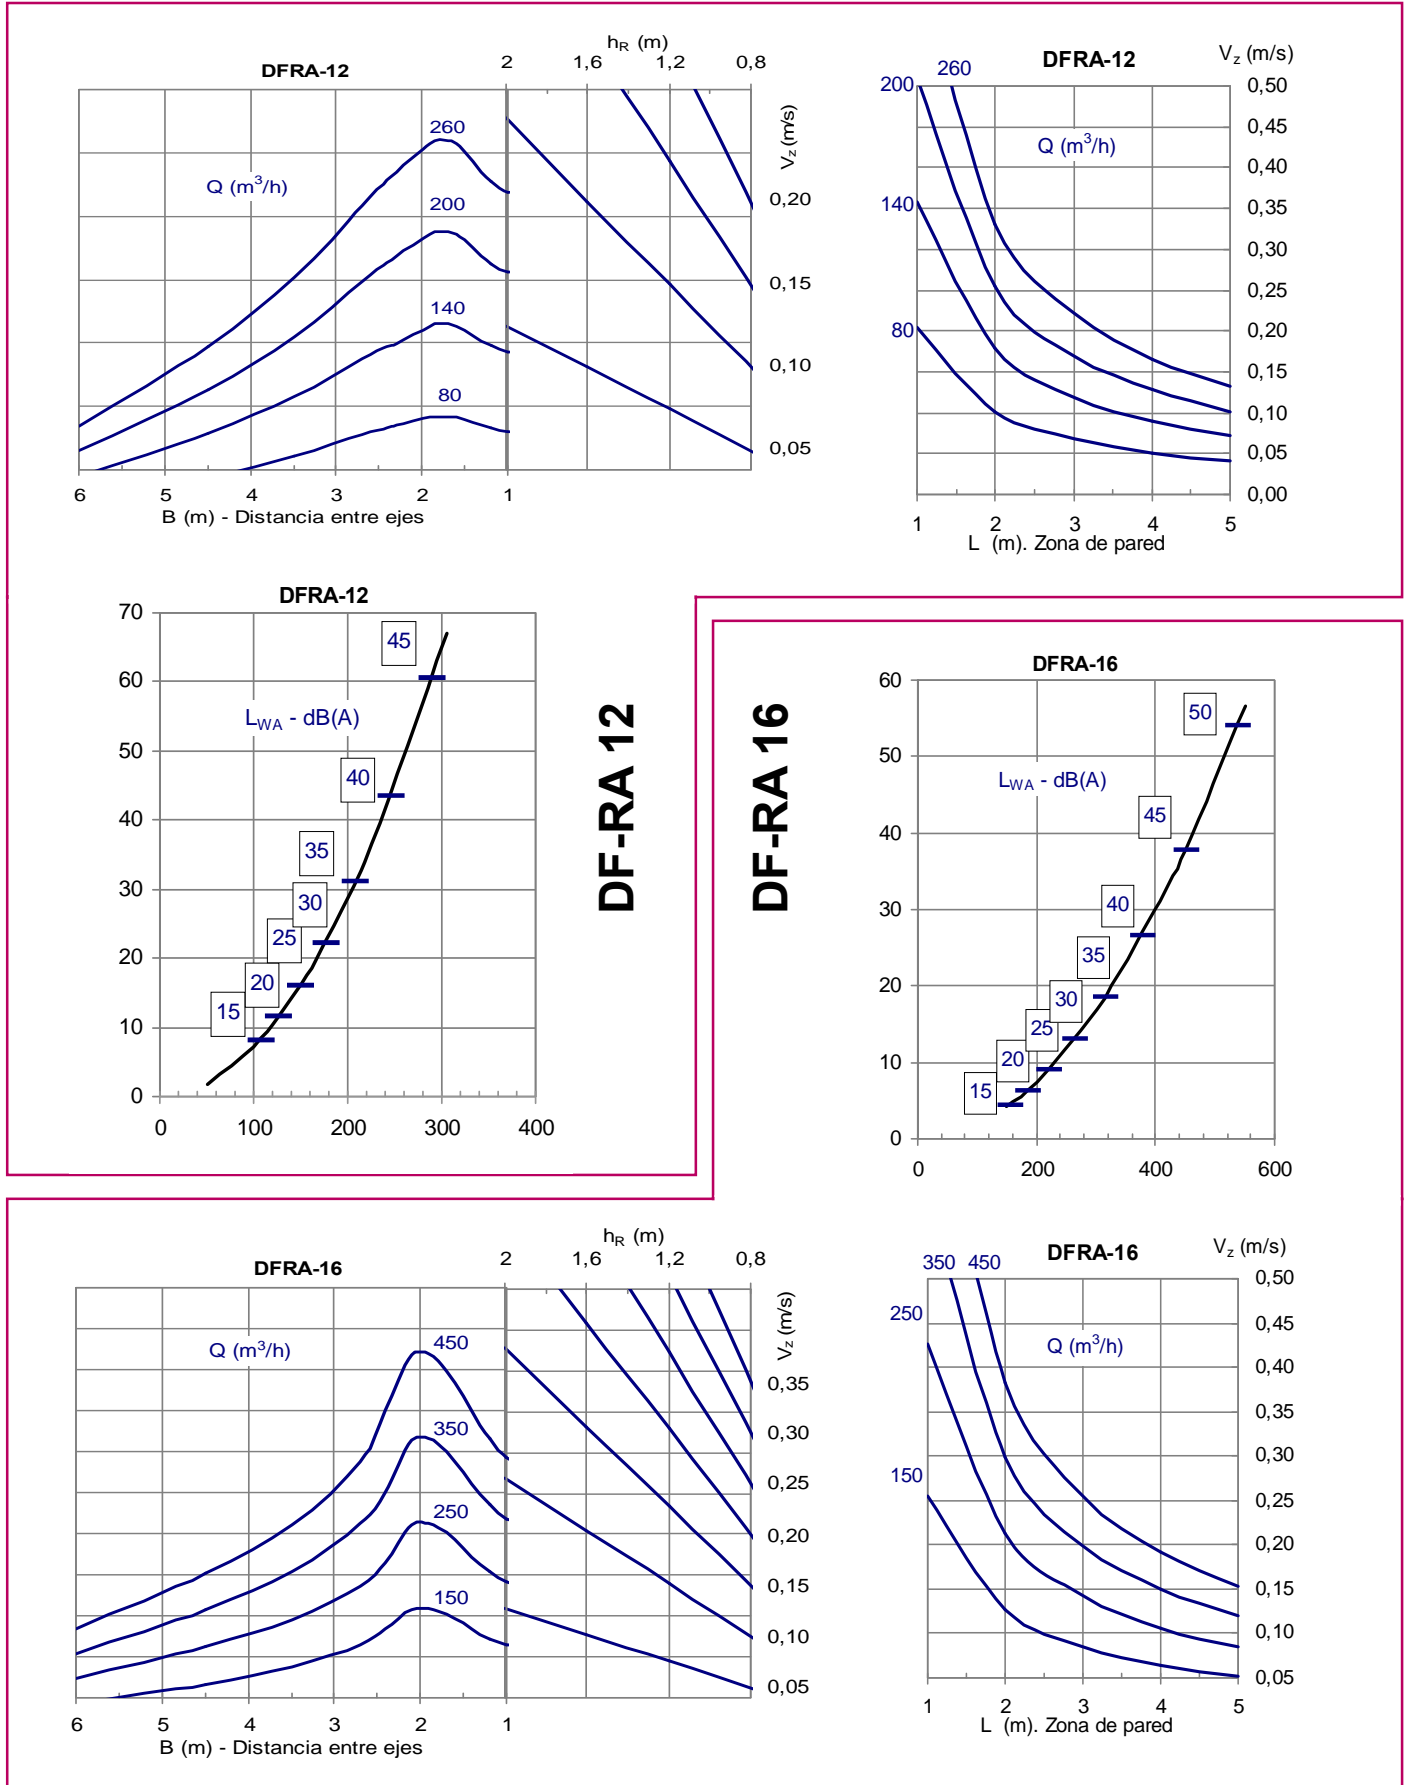 h_R (m)
DFRA-12
2 1,6 1,2 0,8
V_z (m/s)
260
Q (m³/h)
200
140
80
0,20
0,15
0,10
0,05
6 5 4 3 2 1
B (m) - Distancia entre ejes
V_z (m/s)
DFRA-12
200 260
Q (m³/h)
140
80
0,50
0,45
0,40
0,35
0,30
0,25
0,20
0,15
0,10
0,05
0,00
1 2 3 4 5
L (m). Zona de pared
DFRA-12
70
60
50
40
30
20
10
0
L_WA - dB(A)
45
40
35
30
25
20
15
0 100 200 300 400
DF-RA 12
DF-RA 16
DFRA-16
60
50
40
30
20
10
0
L_WA - dB(A)
50
45
40
35
30
25
20
15
0 200 400 600
h_R (m)
DFRA-16
2 1,6 1,2 0,8
V_z (m/s)
Q (m³/h)
450
350
250
150
0,35
0,30
0,25
0,20
0,15
0,10
0,05
6 5 4 3 2 1
B (m) - Distancia entre ejes
V_z (m/s)
DFRA-16
350 450
250
Q (m³/h)
150
0,50
0,45
0,40
0,35
0,30
0,25
0,20
0,15
0,10
0,05
1 2 3 4 5
L (m). Zona de pared